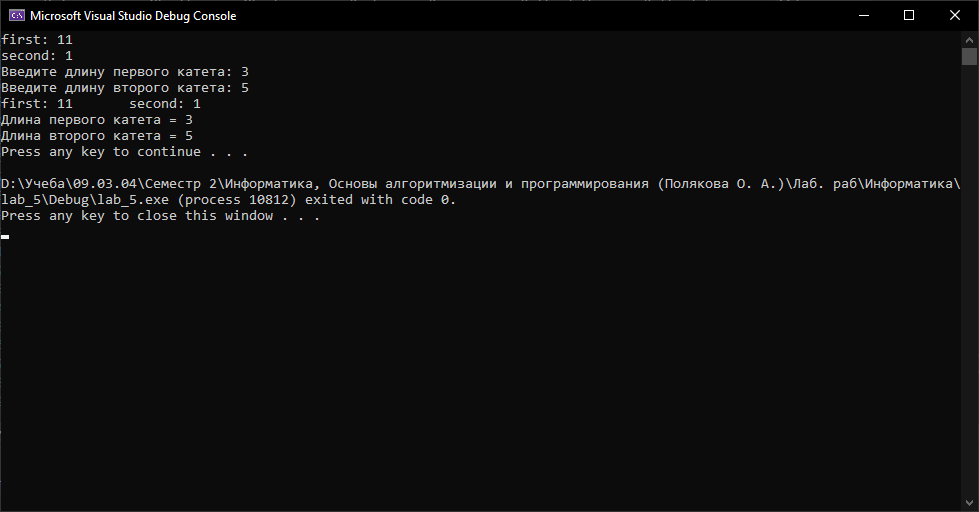 Microsoft Visual Studio Debug Console
first: 11
second: 1
Введите длину первого катета: 3
Введите длину второго катета: 5
first: 11       second: 1
Длина первого катета = 3
Длина второго катета = 5
Press any key to continue . . .
D:\Учеба\09.03.04\Семестр 2\Информатика, Основы алгоритмизации и программирования (Полякова О. А.)\Лаб. раб\Информатика\
lab_5\Debug\lab_5.exe (process 10812) exited with code 0.
Press any key to close this window . . .